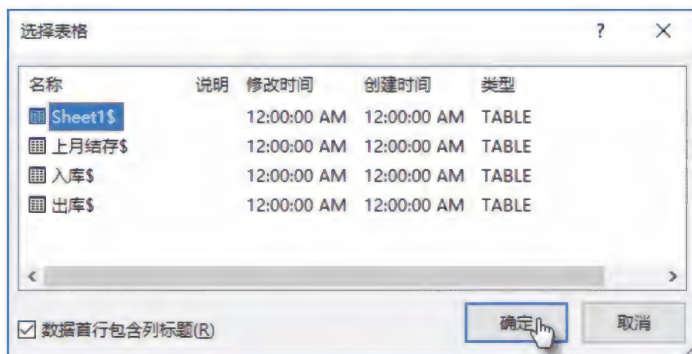 选择表格 ? ×
名称 说明 修改时间 创建时间 类型
Sheet1$ 12:00:00 AM 12:00:00 AM TABLE
上月结存$ 12:00:00 AM 12:00:00 AM TABLE
入库$ 12:00:00 AM 12:00:00 AM TABLE
出库$ 12:00:00 AM 12:00:00 AM TABLE
数据首行包含列标题(R) 确定 取消